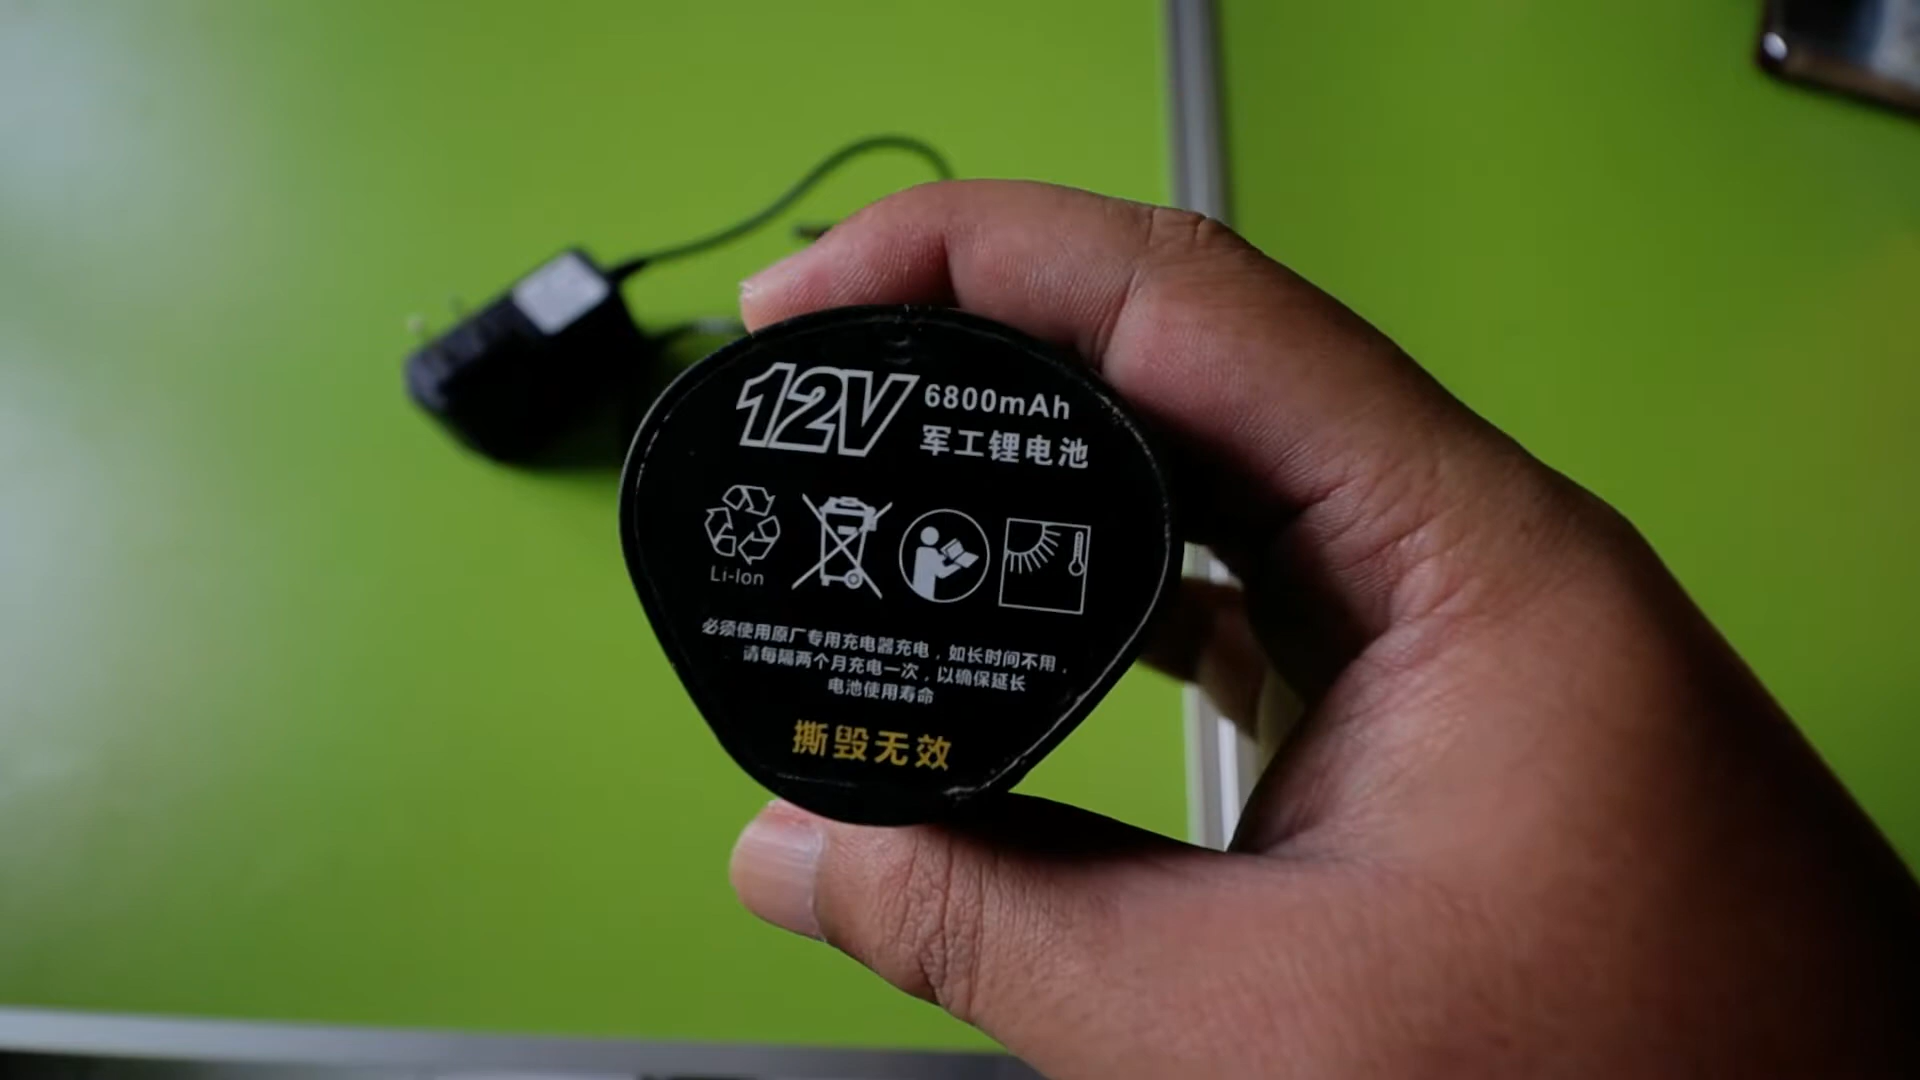 12V 6800mAh
军工锂电池
Li-Ion
必须使用原厂专用充电器充电，如长时间不用，
请每隔两个月充电一次，以确保延长
电池使用寿命
撕毁无效